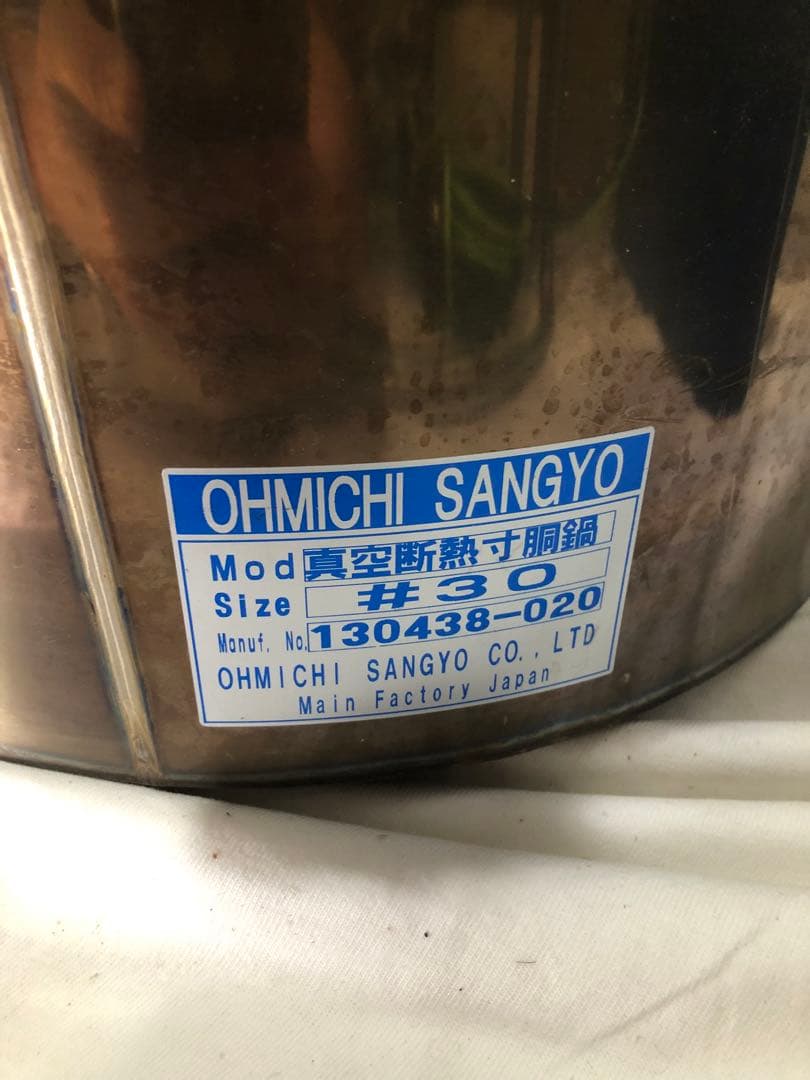 OHMICHI SANGYO
Mod 真空断熱寸胴鍋
Size #30
Manuf. No. 130438-020
OHMICHI SANGYO CO., LTD
Main Factory Japan